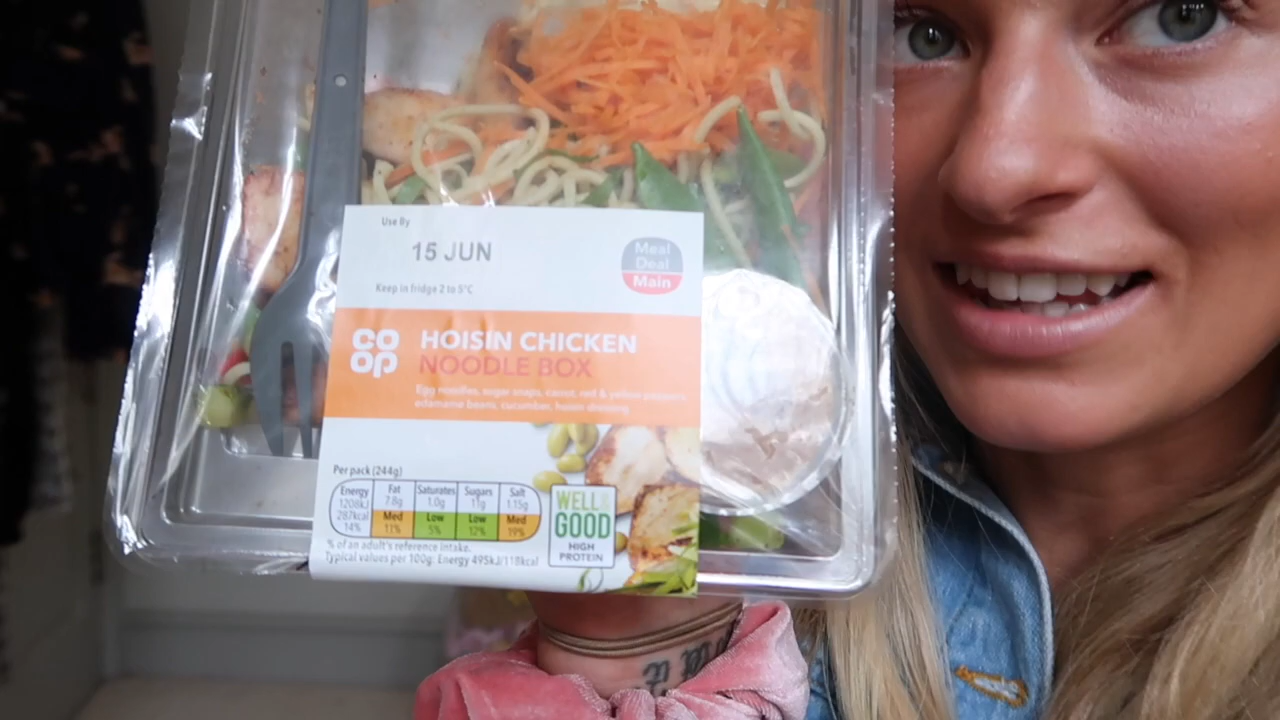 Use By
15 JUN
Meal
Deal
Main
Keep in fridge 2 to 5°C
CO
OP
HOISIN CHICKEN
NOODLE BOX
Egg noodles, sugar snaps, carrot, red & yellow peppers,
edamame beans, cucumber, hoisin dressing
Per pack (244g)
Energy
1208kJ
287kcal
14%
Fat
7.8g
Med
11%
Saturates
1.0g
Low
5%
Sugars
11g
Low
12%
Salt
1.15g
Med
19%
% of an adult's reference intake.
Typical values per 100g: Energy 495kJ/118kcal
WELL&
GOOD
HIGH
PROTEIN